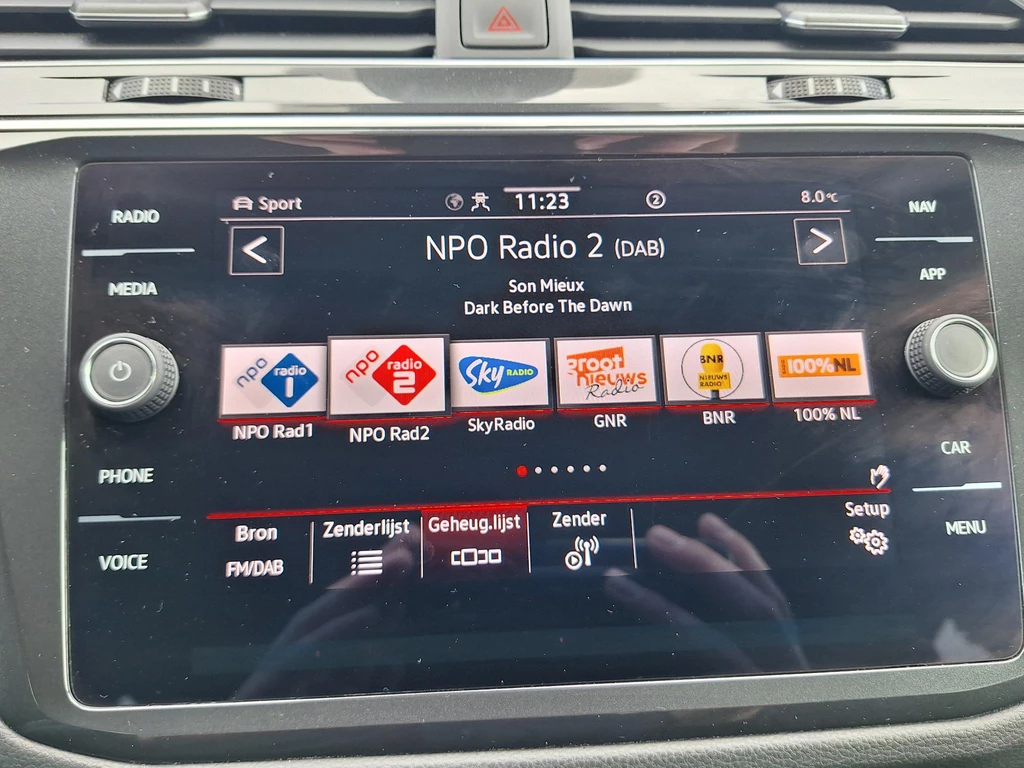 RADIO
MEDIA
PHONE
VOICE
NAV
APP
CAR
MENU
Sport
11:23
2
8.0°C
<
NPO Radio 2 (DAB)
>
Son Mieux
Dark Before The Dawn
npo radio 1
npo radio 2
Sky RADIO
groot nieuws Radio
BNR NIEUWS RADIO
100%NL
NPO Rad1
NPO Rad2
SkyRadio
GNR
BNR
100% NL
Bron
FM/DAB
Zenderlijst
Geheug.lijst
Zender
Setup